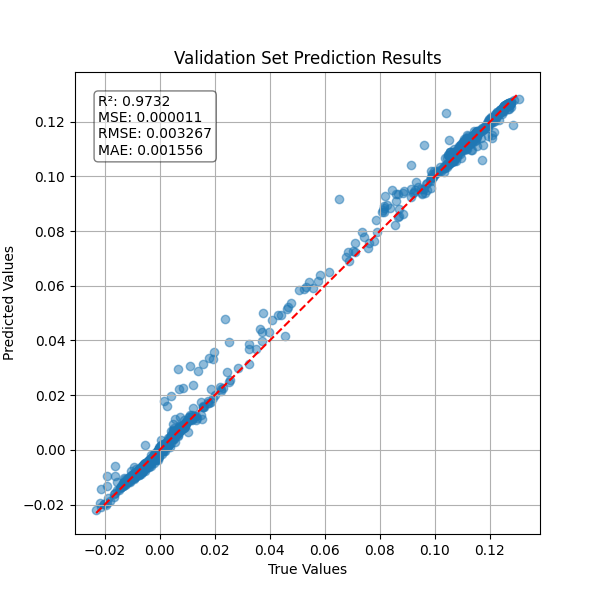 Validation Set Prediction Results
R²: 0.9732
MSE: 0.000011
RMSE: 0.003267
MAE: 0.001556
Predicted Values
0.12
0.10
0.08
0.06
0.04
0.02
0.00
−0.02
−0.02 0.00 0.02 0.04 0.06 0.08 0.10 0.12
True Values